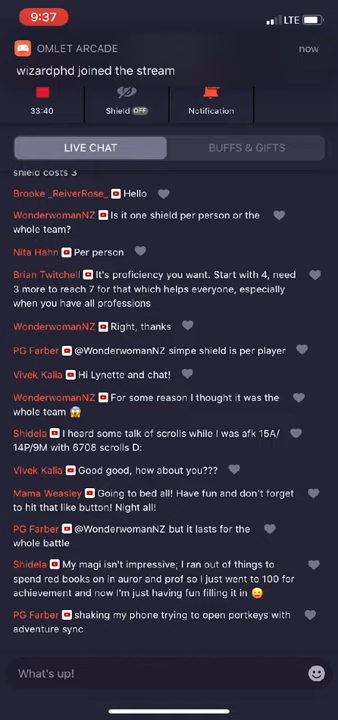 9:37
LTE
OMLET ARCADE
now
wizardphd joined the stream
33:40
Shield OFF
Notification
LIVE CHAT
BUFFS & GIFTS
shield costs 3
Brooke _ReiverRose_ Hello
WonderwomanNZ Is it one shield per person or the
whole team?
Nita Hahn Per person
Brian Twitchell It's proficiency you want. Start with 4, need
3 more to reach 7 for that which helps everyone, especially
when you have all professions
WonderwomanNZ Right, thanks
PG Farber @WonderwomanNZ simpe shield is per player
Vivek Kalia Hi Lynette and chat!
WonderwomanNZ For some reason I thought it was the
whole team 😱
Shidela I heard some talk of scrolls while I was afk 15A/
14P/9M with 6708 scrolls D:
Vivek Kalia Good good, how about you???
Mama Weasley Going to bed all! Have fun and don't forget
to hit that like button! Night all!
PG Farber @WonderwomanNZ but it lasts for the
whole battle
Shidela My magi isn't impressive; I ran out of things to
spend red books on in auror and prof so I just went to 100 for
achievement and now I'm just having fun filling it in 😜
PG Farber shaking my phone trying to open portkeys with
adventure sync
What's up!